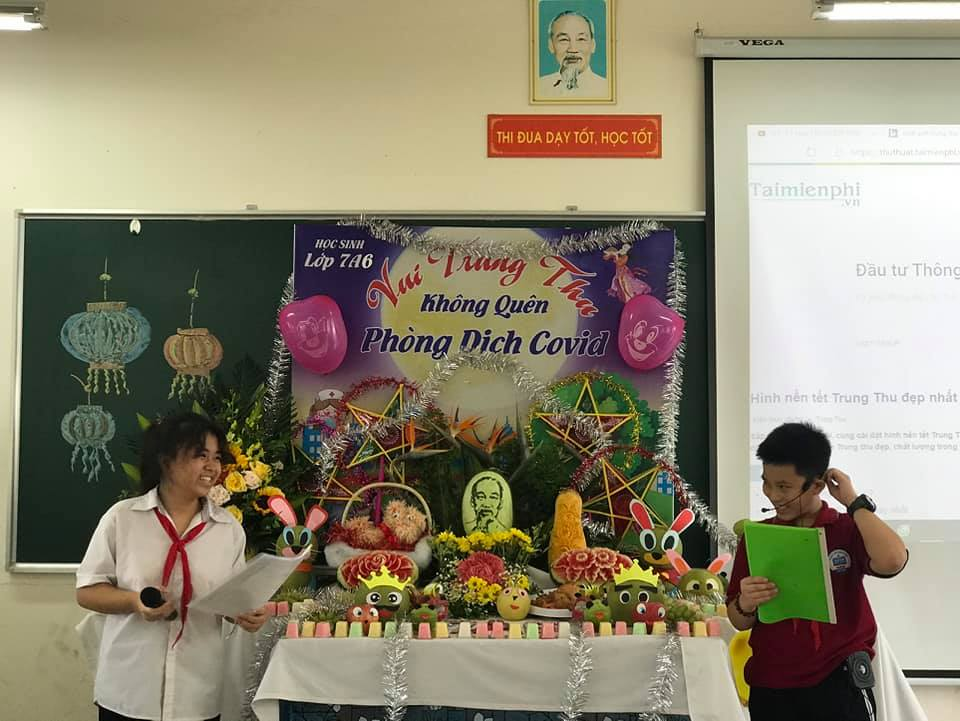 VEGA
THI ĐUA DẠY TỐT, HỌC TỐT
HỌC SINH
LỚP 7A6
Vui Trung Thu
Không Quên
Phòng Dịch Covid
Taimienphi
.vn
Đầu tư Thông
Hình nền tết Trung Thu đẹp nhất